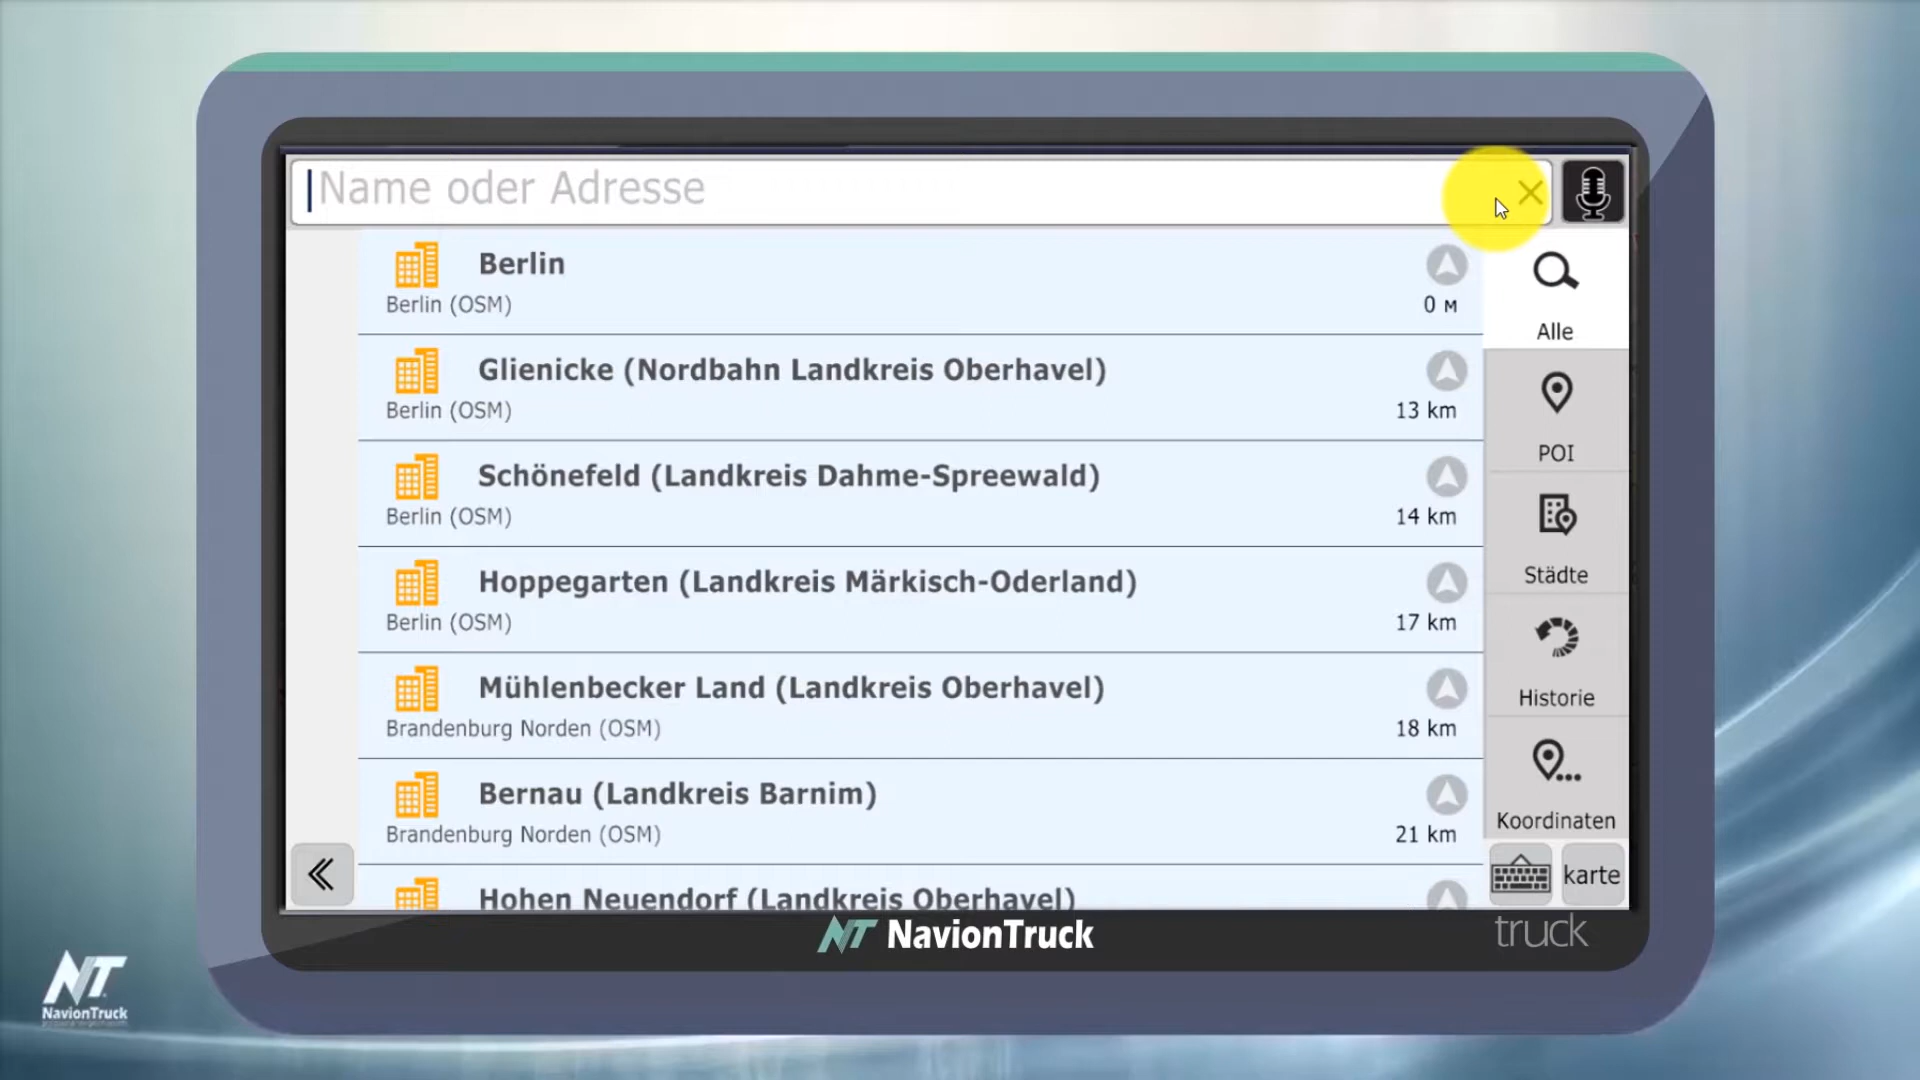 Name oder Adresse
Berlin
Berlin (OSM)
0 м
Glienicke (Nordbahn Landkreis Oberhavel)
Berlin (OSM)
13 km
Schönefeld (Landkreis Dahme-Spreewald)
Berlin (OSM)
14 km
Hoppegarten (Landkreis Märkisch-Oderland)
Berlin (OSM)
17 km
Mühlenbecker Land (Landkreis Oberhavel)
Brandenburg Norden (OSM)
18 km
Bernau (Landkreis Barnim)
Brandenburg Norden (OSM)
21 km
Hohen Neuendorf (Landkreis Oberhavel)
Alle
POI
Städte
Historie
Koordinaten
karte
NT NavionTruck
truck
NT
NavionTruck